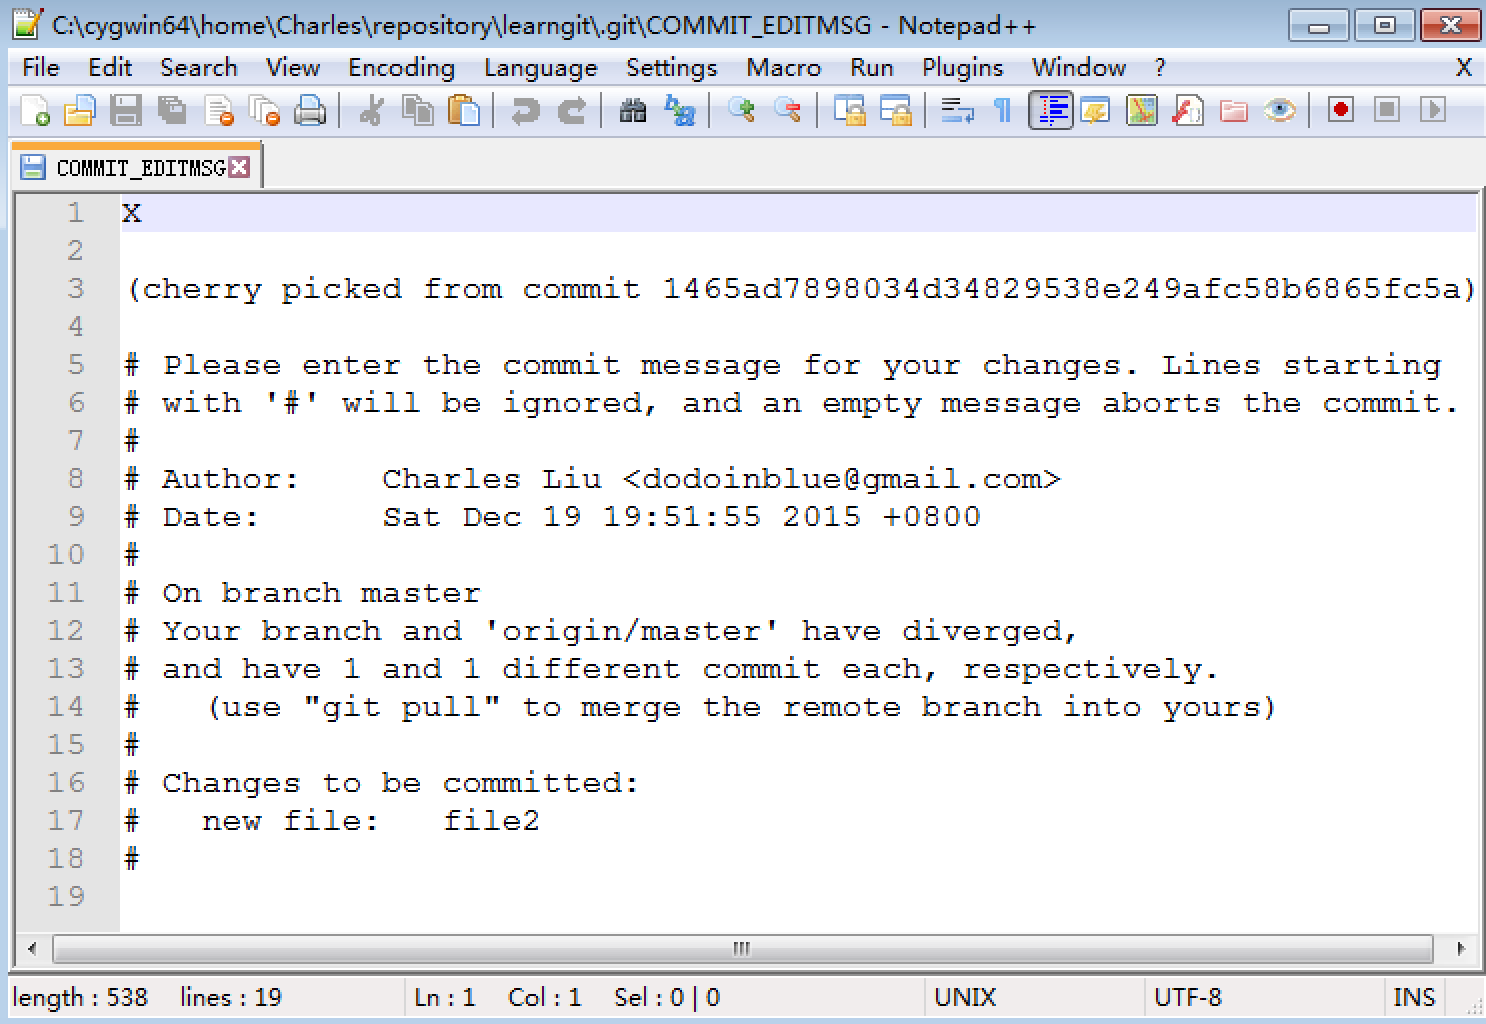 C:\cygwin64\home\Charles\repository\learngit\.git\COMMIT_EDITMSG - Notepad++
File Edit Search View Encoding Language Settings Macro Run Plugins Window ? X
COMMIT_EDITMSG
1 X
2
3 (cherry picked from commit 1465ad7898034d34829538e249afc58b6865fc5a)
4
5 # Please enter the commit message for your changes. Lines starting
6 # with '#' will be ignored, and an empty message aborts the commit.
7 #
8 # Author:    Charles Liu <dodoinblue@gmail.com>
9 # Date:      Sat Dec 19 19:51:55 2015 +0800
10 #
11 # On branch master
12 # Your branch and 'origin/master' have diverged,
13 # and have 1 and 1 different commit each, respectively.
14 #   (use "git pull" to merge the remote branch into yours)
15 #
16 # Changes to be committed:
17 #   new file:   file2
18 #
19
length : 538 lines : 19 Ln : 1 Col : 1 Sel : 0 | 0 UNIX UTF-8 INS